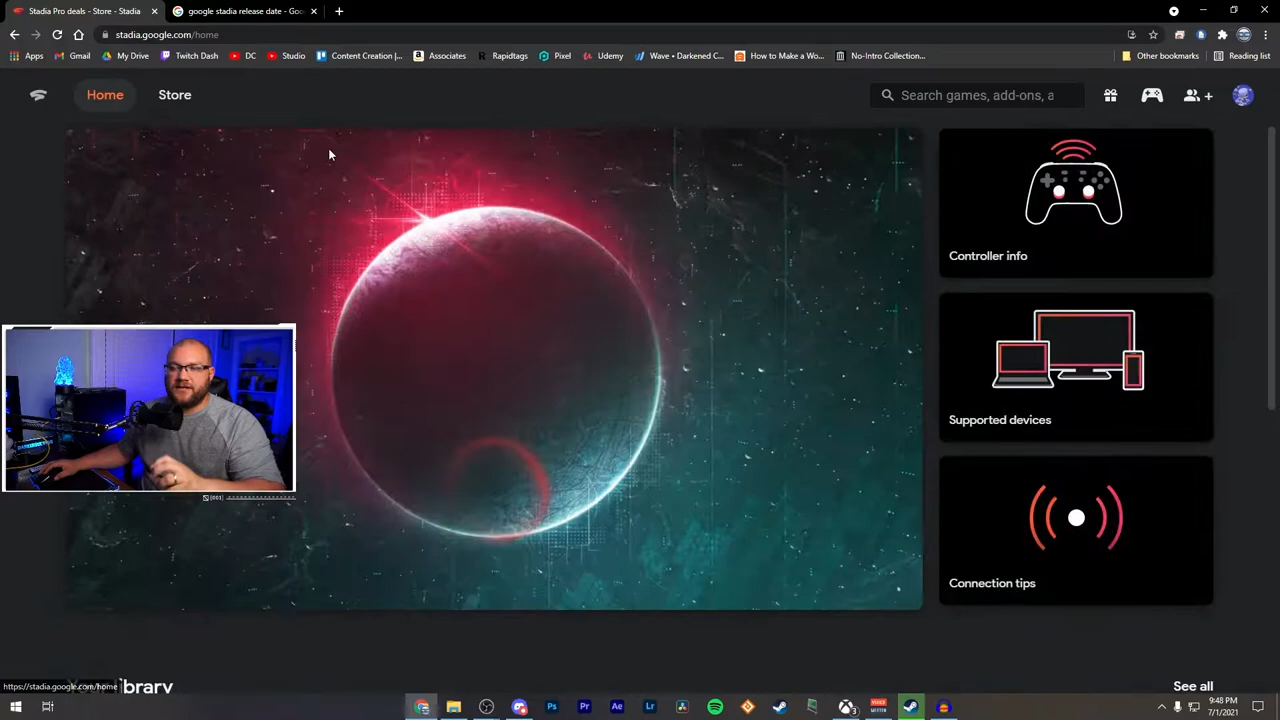 Stadia Pro deals - Store - Stadia
google stadia release date - Goo
stadia.google.com/home
Apps
Gmail
My Drive
Twitch Dash
DC
Studio
Content Creation |...
Associates
Rapidtags
Pixel
Udemy
Wave • Darkened C...
How to Make a Wo...
No-Intro Collection...
Other bookmarks
Reading list
Home
Store
Search games, add-ons, a
Controller info
Supported devices
Connection tips
[001]
https://stadia.google.com/home
library
See all
9:48 PM
7/1/2021